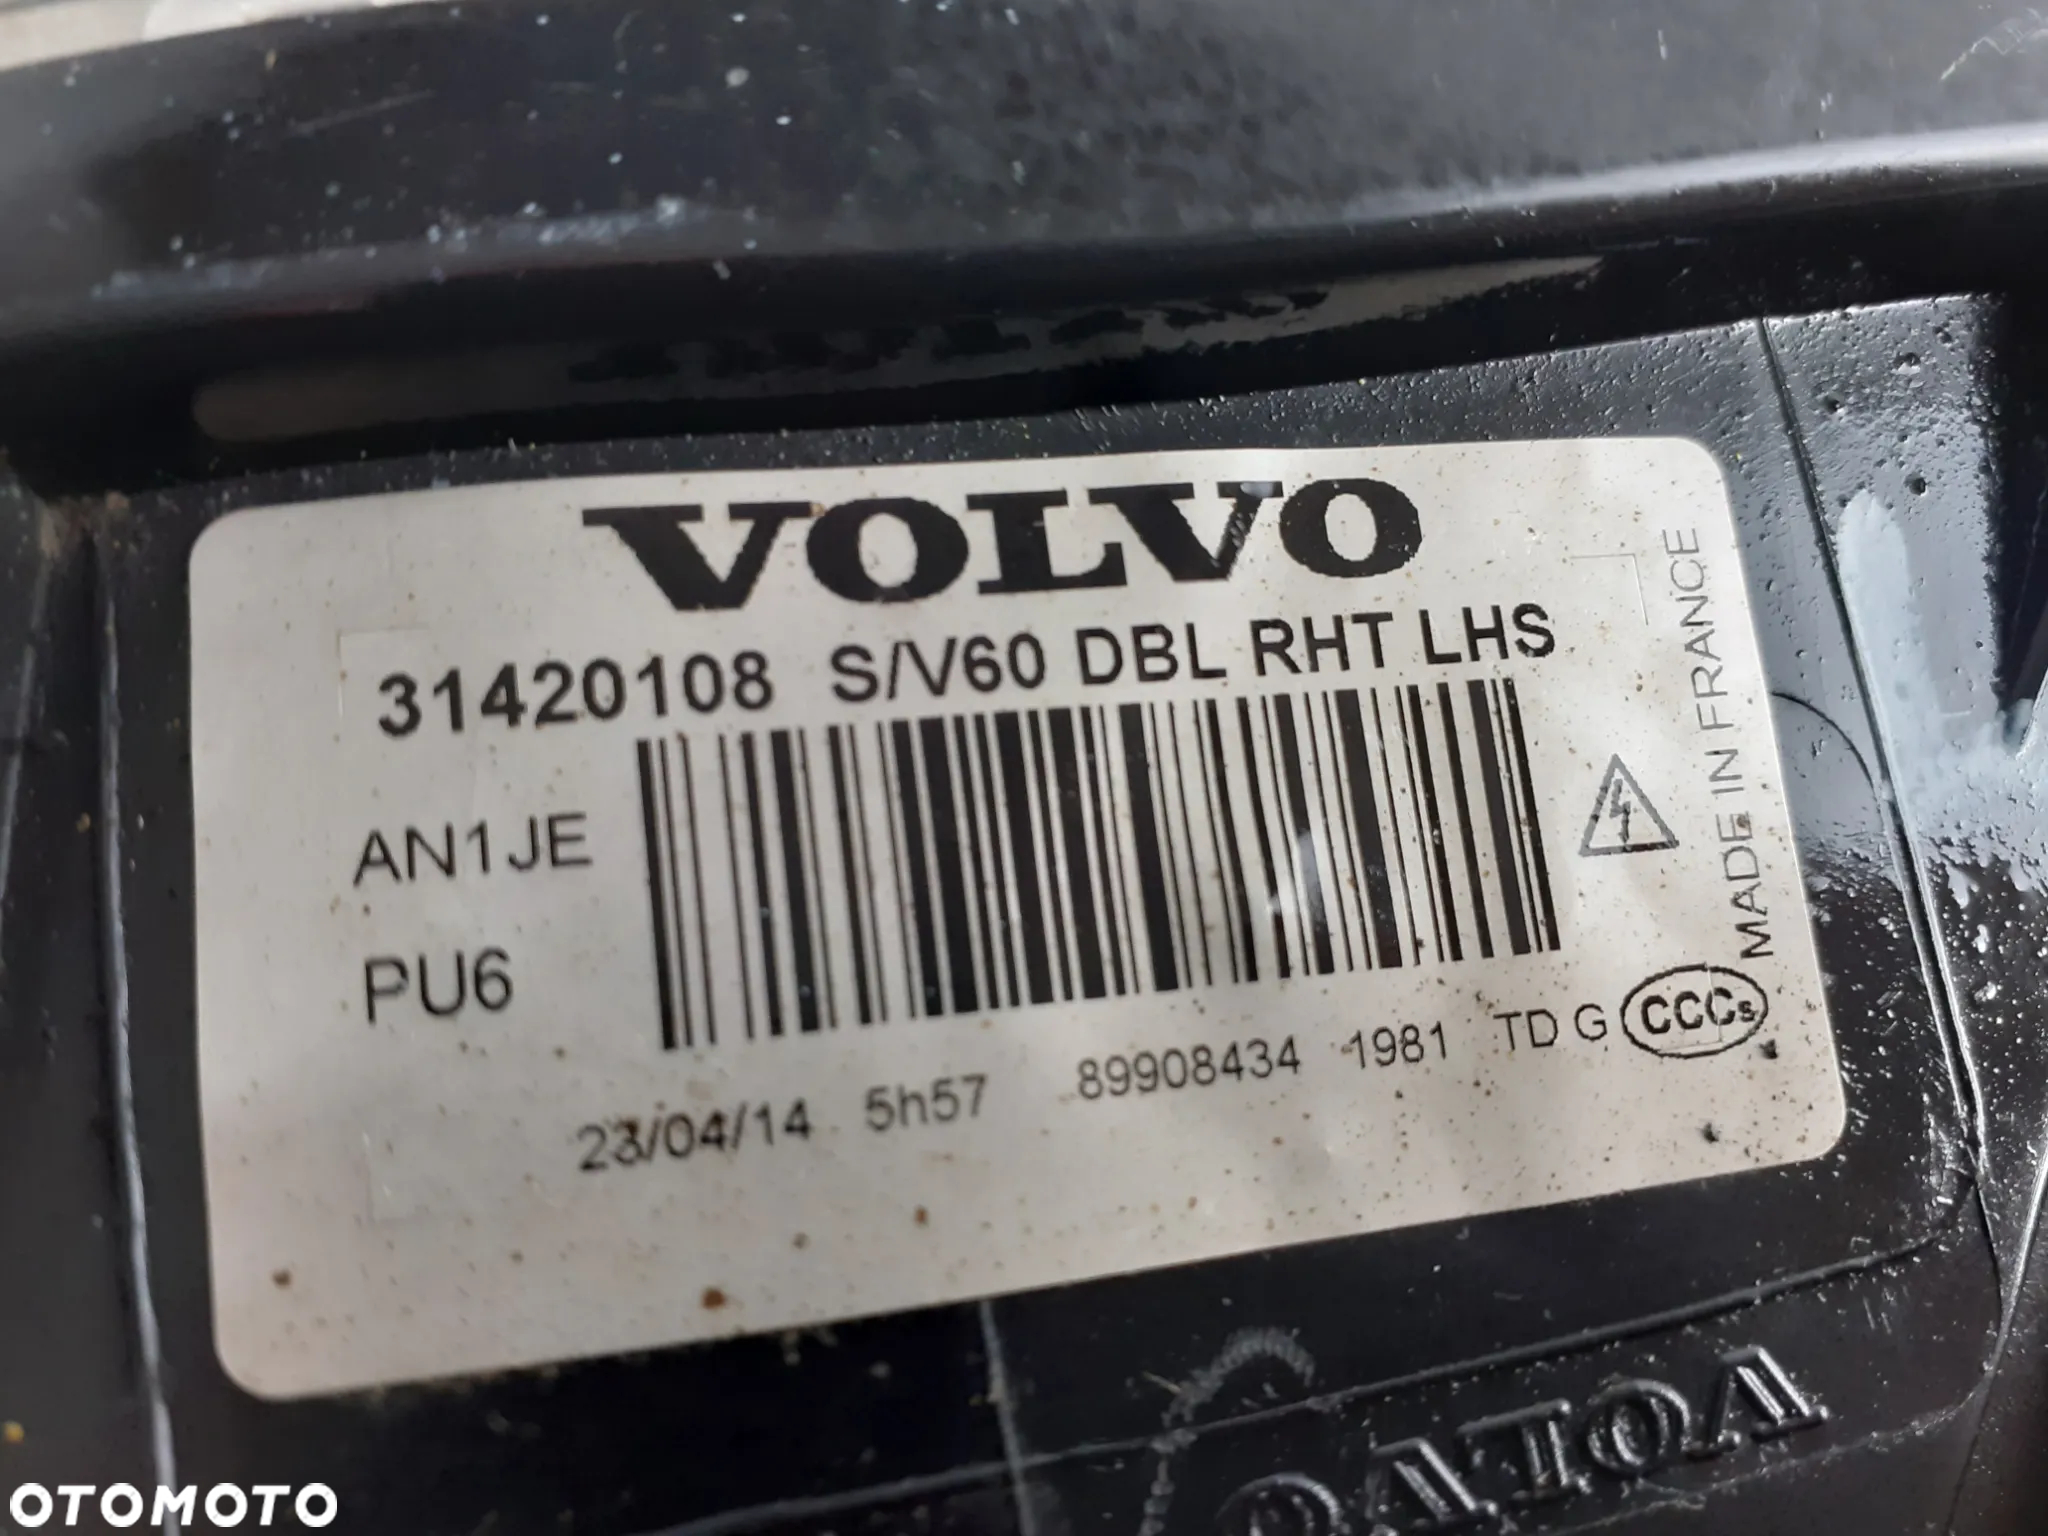 VOLVO
31420108 S/V60 DBL RHT LHS
AN1JE
PU6
23/04/14 5h57 89908434 1981 TD G CCCs
MADE IN FRANCE
VOLVO
OTOMOTO